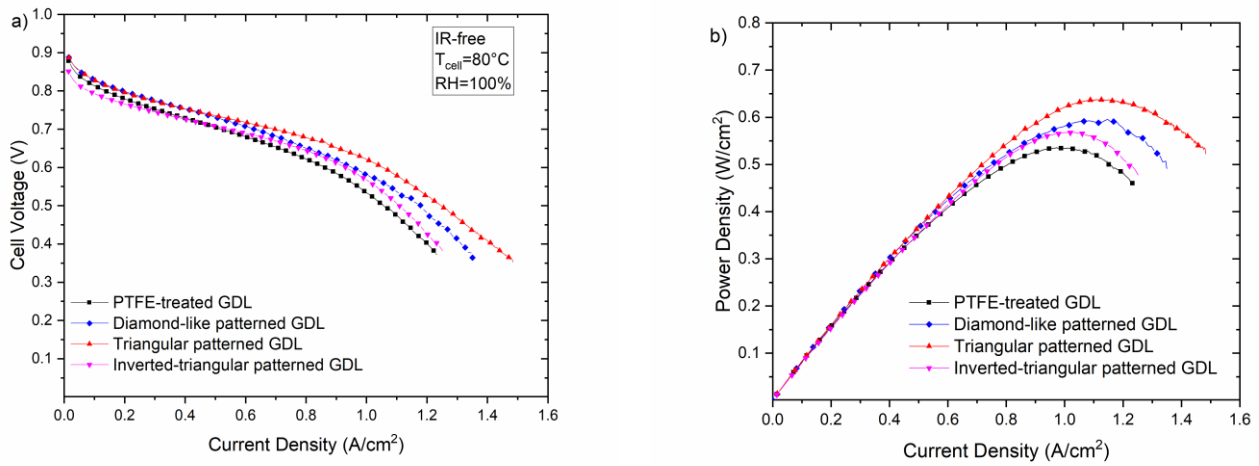 a)
IR-free
T_cell=80°C
RH=100%
1.0
0.9
0.8
0.7
0.6
0.5
0.4
0.3
0.2
0.1
Cell Voltage (V)
PTFE-treated GDL
Diamond-like patterned GDL
Triangular patterned GDL
Inverted-triangular patterned GDL
0.0 0.2 0.4 0.6 0.8 1.0 1.2 1.4 1.6
Current Density (A/cm²)
b)
0.8
0.7
0.6
0.5
0.4
0.3
0.2
0.1
Power Density (W/cm²)
PTFE-treated GDL
Diamond-like patterned GDL
Triangular patterned GDL
Inverted-triangular patterned GDL
0.0 0.2 0.4 0.6 0.8 1.0 1.2 1.4 1.6
Current Density (A/cm²)